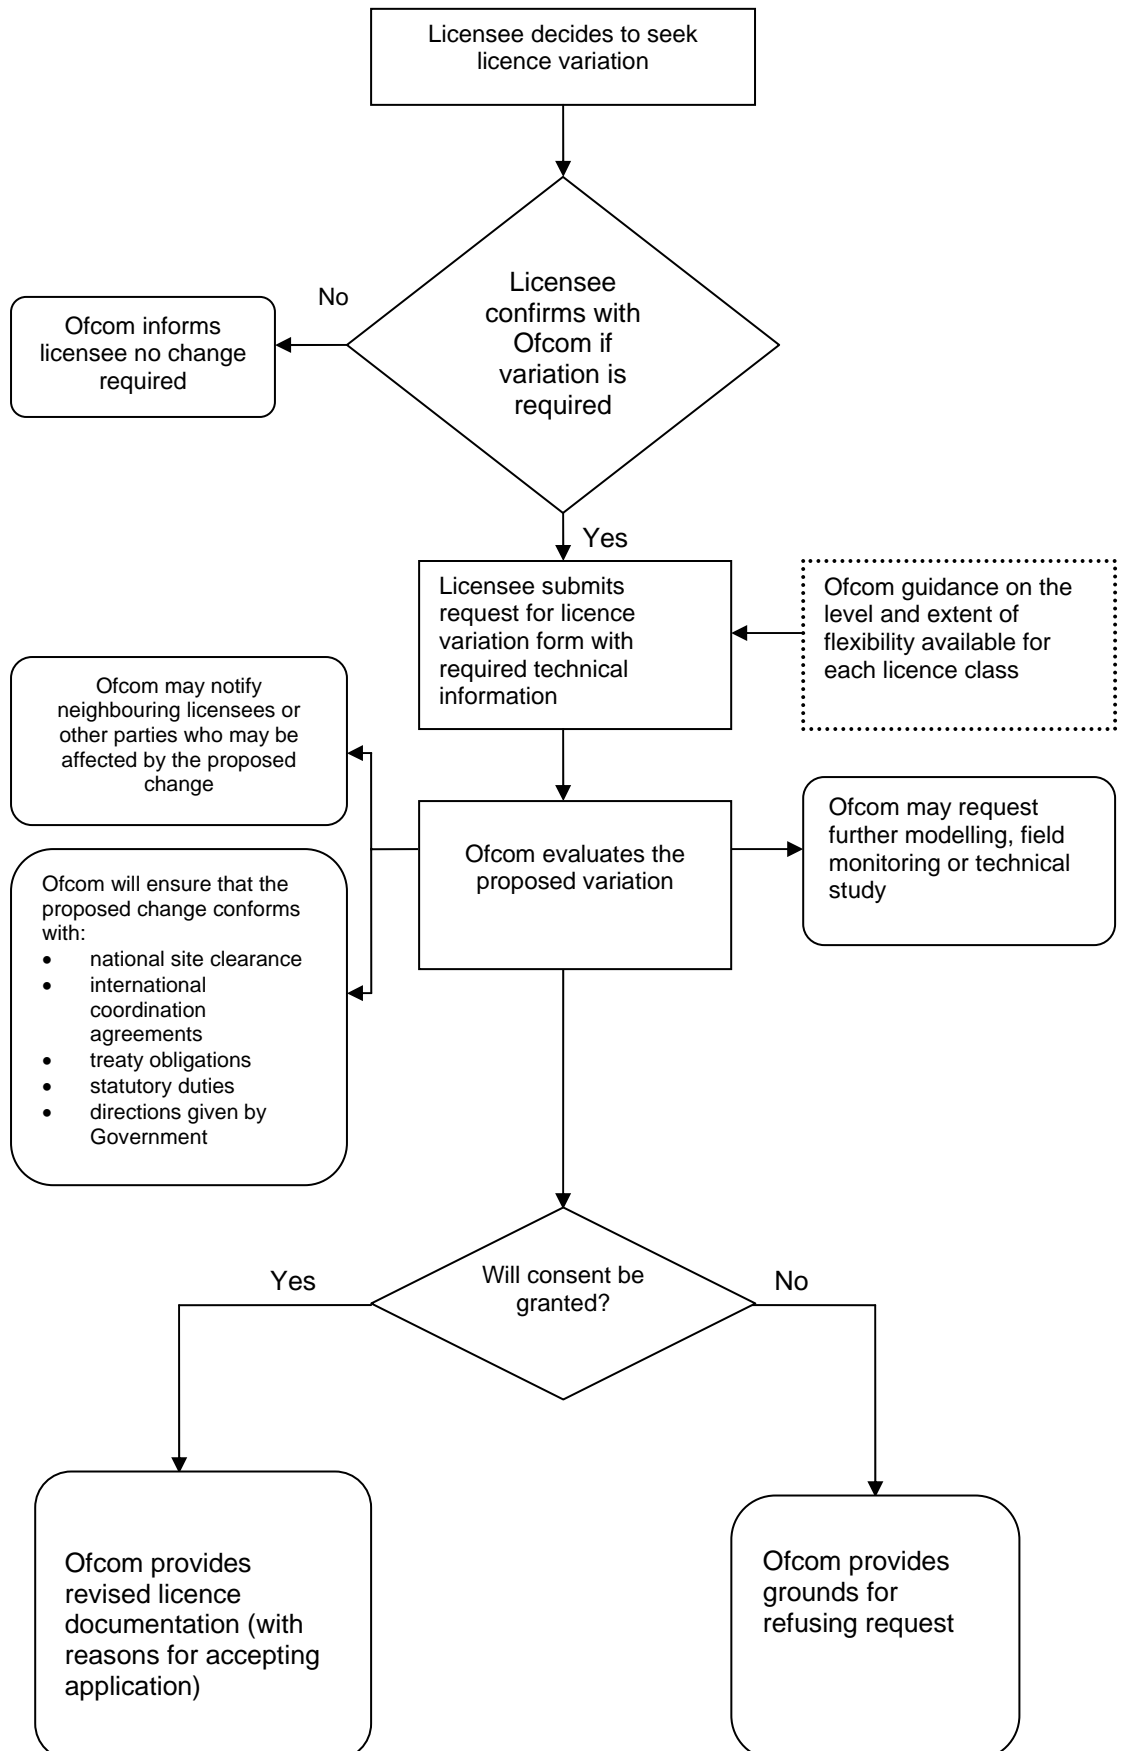 Licensee decides to seek
licence variation
No
Licensee
confirms with
Ofcom if
variation is
required
Ofcom informs
licensee no change
required
Yes
Licensee submits
request for licence
variation form with
required technical
information
Ofcom guidance on the
level and extent of
flexibility available for
each licence class
Ofcom may notify
neighbouring licensees or
other parties who may be
affected by the proposed
change
Ofcom evaluates the
proposed variation
Ofcom may request
further modelling, field
monitoring or technical
study
Ofcom will ensure that the
proposed change conforms
with:
• national site clearance
• international
coordination
agreements
• treaty obligations
• statutory duties
• directions given by
Government
Yes
Will consent be
granted?
No
Ofcom provides
revised licence
documentation (with
reasons for accepting
application)
Ofcom provides
grounds for
refusing request